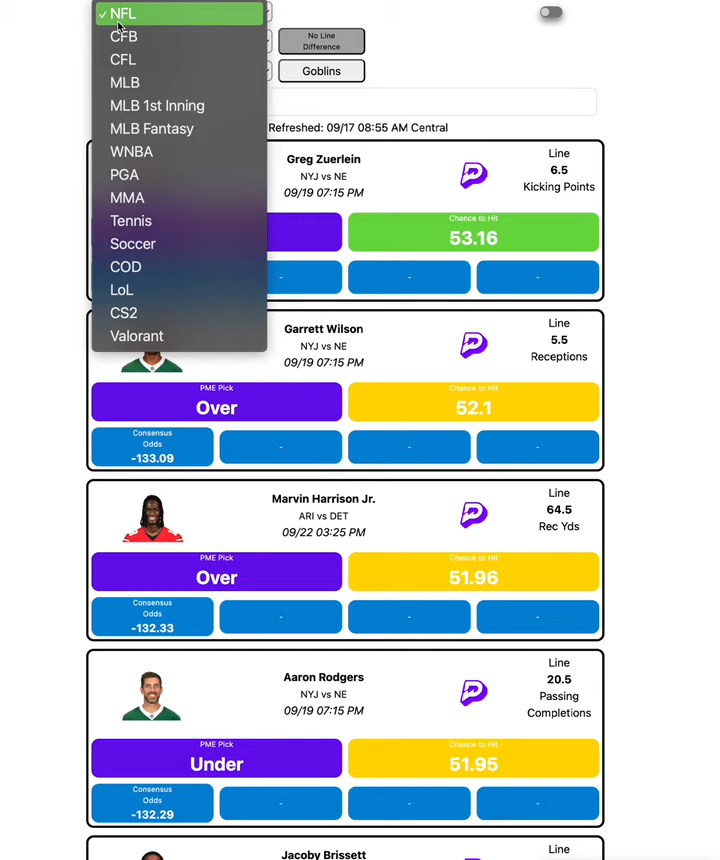 ✓ NFL
CFB
CFL
MLB
MLB 1st Inning
MLB Fantasy
WNBA
PGA
MMA
Tennis
Soccer
COD
LoL
CS2
Valorant
No Line
Difference
Goblins
Refreshed: 09/17 08:55 AM Central
Greg Zuerlein
NYJ vs NE
09/19 07:15 PM
Line
6.5
Kicking Points
Chance to Hit
53.16
-
-
-
Garrett Wilson
NYJ vs NE
09/19 07:15 PM
Line
5.5
Receptions
PME Pick
Over
Chance to Hit
52.1
Consensus
Odds
-133.09
-
-
-
Marvin Harrison Jr.
ARI vs DET
09/22 03:25 PM
Line
64.5
Rec Yds
PME Pick
Over
Chance to Hit
51.96
Consensus
Odds
-132.33
-
-
-
Aaron Rodgers
NYJ vs NE
09/19 07:15 PM
Line
20.5
Passing
Completions
PME Pick
Under
Chance to Hit
51.95
Consensus
Odds
-132.29
-
-
-
Jacoby Brissett
Line